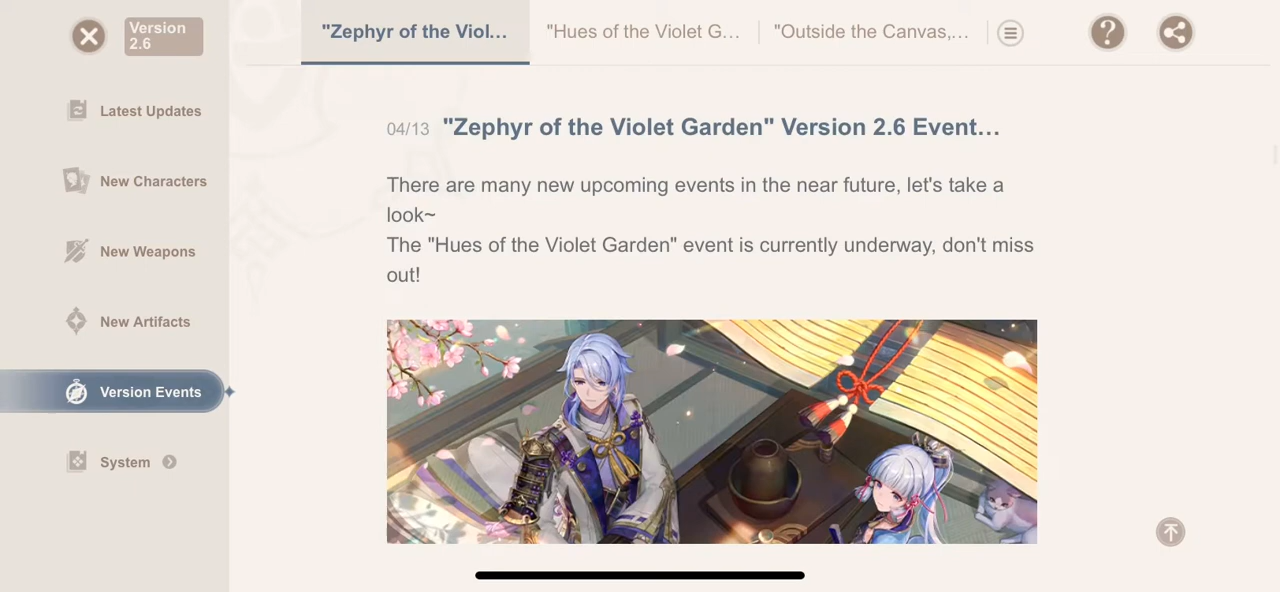 Version
2.6
"Zephyr of the Viol...
"Hues of the Violet G...
"Outside the Canvas,...
?
Latest Updates
New Characters
New Weapons
New Artifacts
Version Events
System
04/13 "Zephyr of the Violet Garden" Version 2.6 Event...
There are many new upcoming events in the near future, let's take a
look~
The "Hues of the Violet Garden" event is currently underway, don't miss
out!